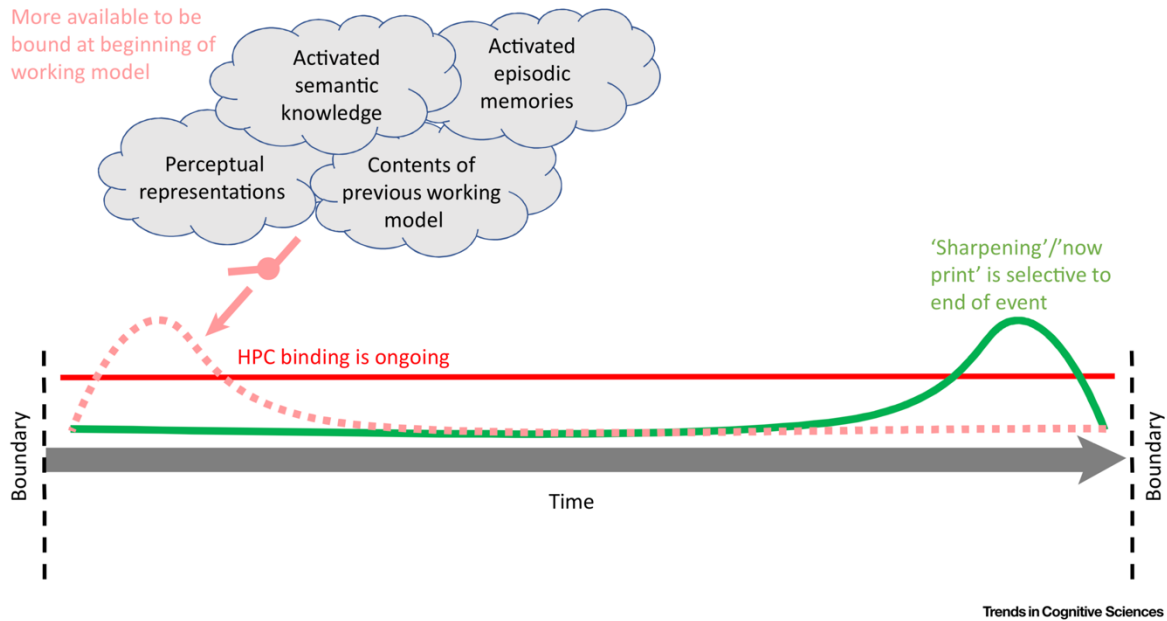 More available to be
bound at beginning of
working model
Activated
semantic
knowledge
Activated
episodic
memories
Perceptual
representations
Contents of
previous working
model
‘Sharpening’/’now
print’ is selective to
end of event
HPC binding is ongoing
Boundary
Boundary
Time
Trends in Cognitive Sciences